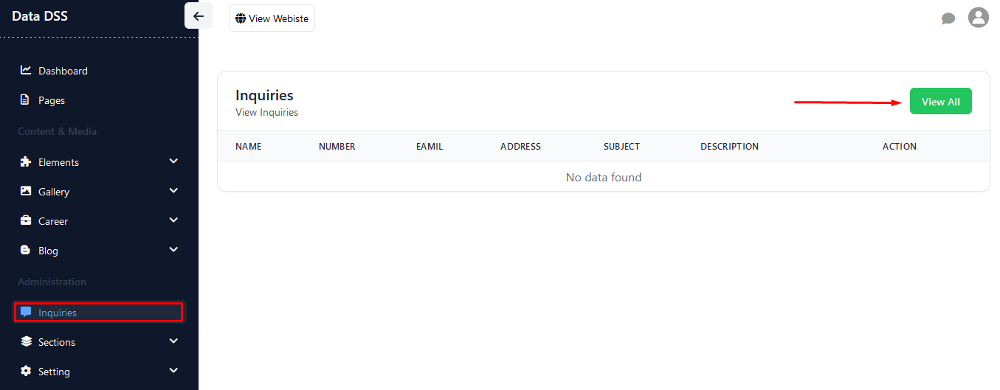 Data DSS
View Webiste
Dashboard
Pages
Content & Media
Elements
Gallery
Career
Blog
Administration
Inquiries
Sections
Setting
Inquiries
View Inquiries
View All
NAME NUMBER EAMIL ADDRESS SUBJECT DESCRIPTION ACTION
No data found